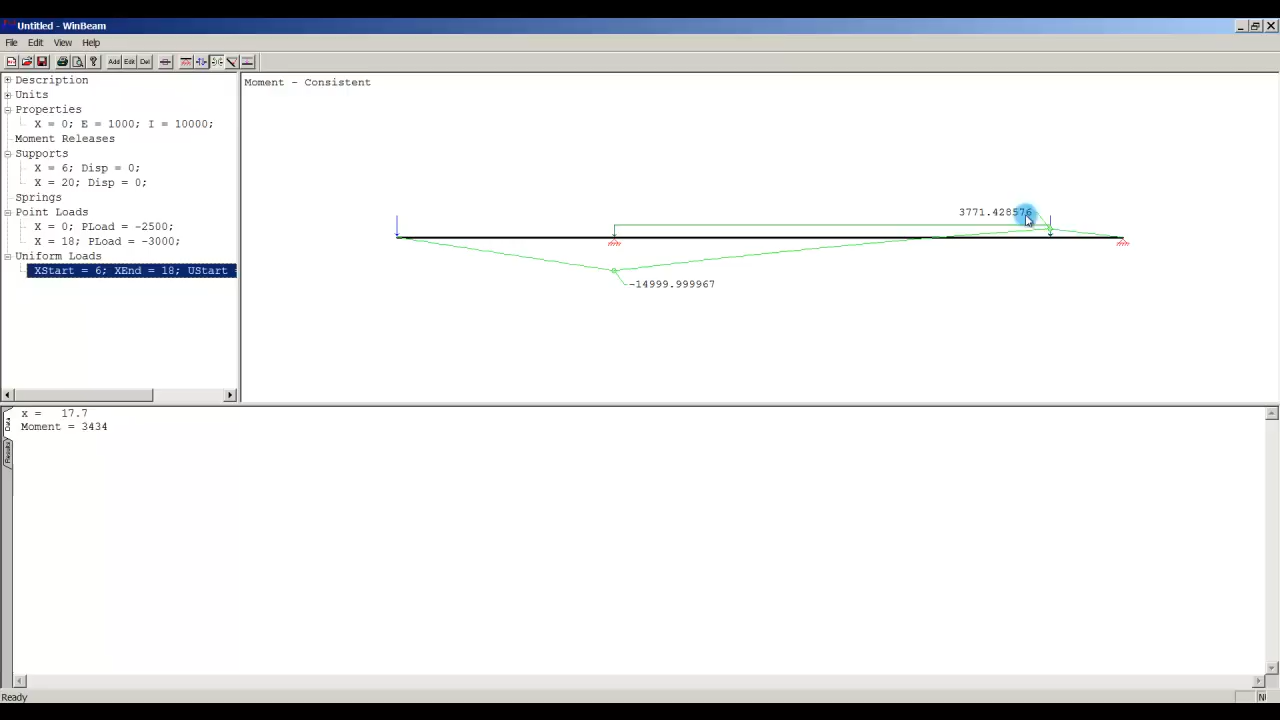 Untitled - WinBeam
File Edit View Help
Add Edit Del
Description
Units
Properties
X = 0; E = 1000; I = 10000;
Moment Releases
Supports
X = 6; Disp = 0;
X = 20; Disp = 0;
Springs
Point Loads
X = 0; PLoad = -2500;
X = 18; PLoad = -3000;
Uniform Loads
XStart = 6; XEnd = 18; UStart =
Moment - Consistent
3771.428576
-14999.999967
Data
Results
x = 17.7
Moment = 3434
Ready